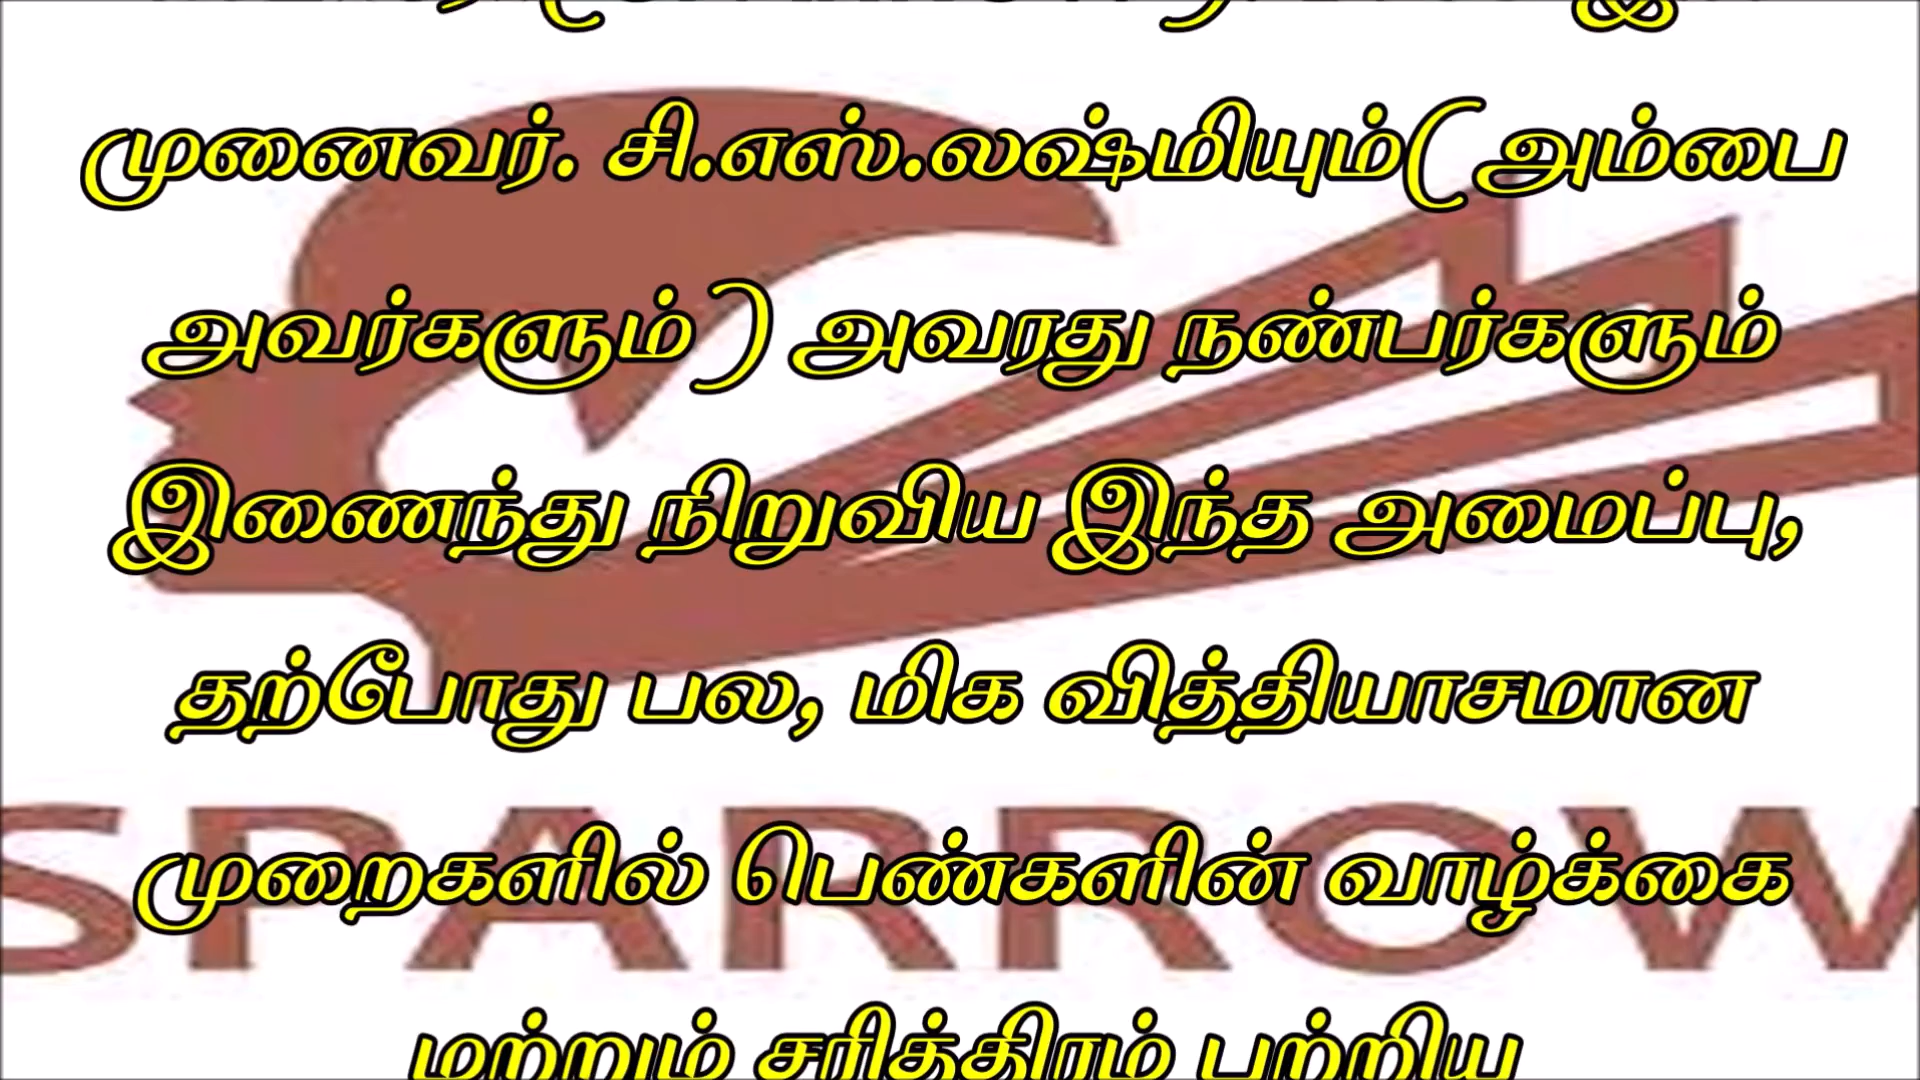 முனைவர். சி.எஸ்.லஷ்மியும்( அம்பை
அவர்களும் ) அவரது நண்பர்களும்
இணைந்து நிறுவிய இந்த அமைப்பு,
தற்போது பல, மிக வித்தியாசமான
SPARROW
முறைகளில் பெண்களின் வாழ்க்கை
மற்றும் சரித்திரம் பற்றிய